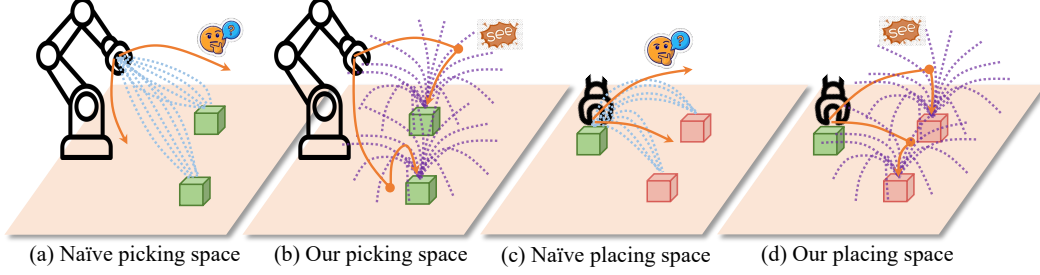 ?
see
?
see
(a) Naïve picking space
(b) Our picking space
(c) Naïve placing space
(d) Our placing space